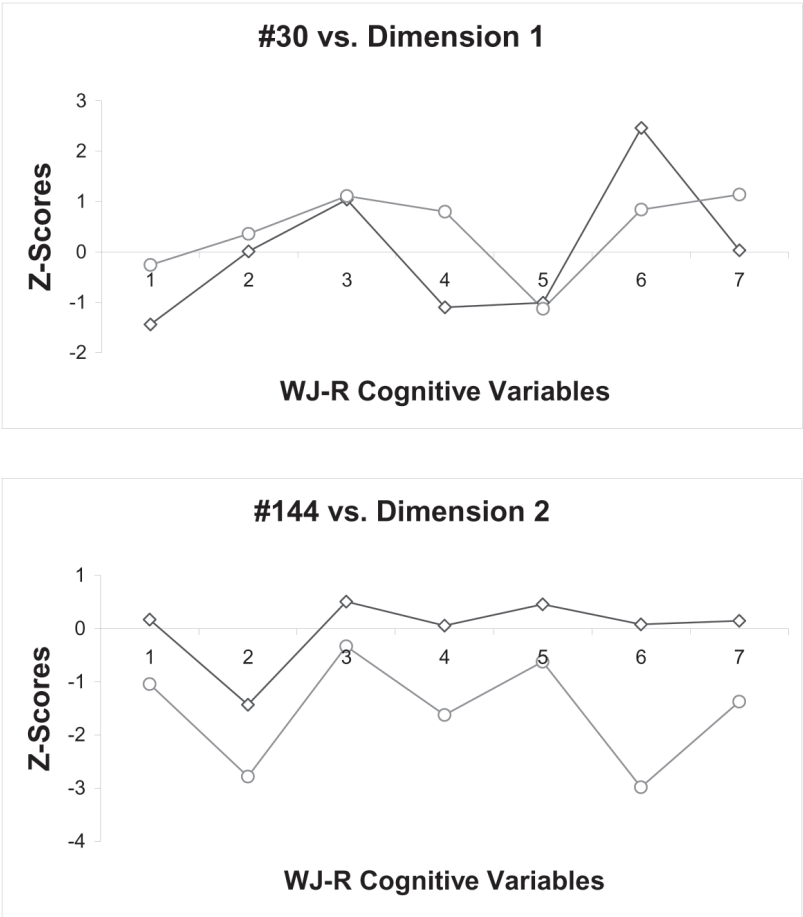 #30 vs. Dimension 1
3
2
1
0
-1
-2
Z-Scores
1 2 3 4 5 6 7
WJ-R Cognitive Variables
#144 vs. Dimension 2
1
0
-1
-2
-3
-4
Z-Scores
1 2 3 4 5 6 7
WJ-R Cognitive Variables